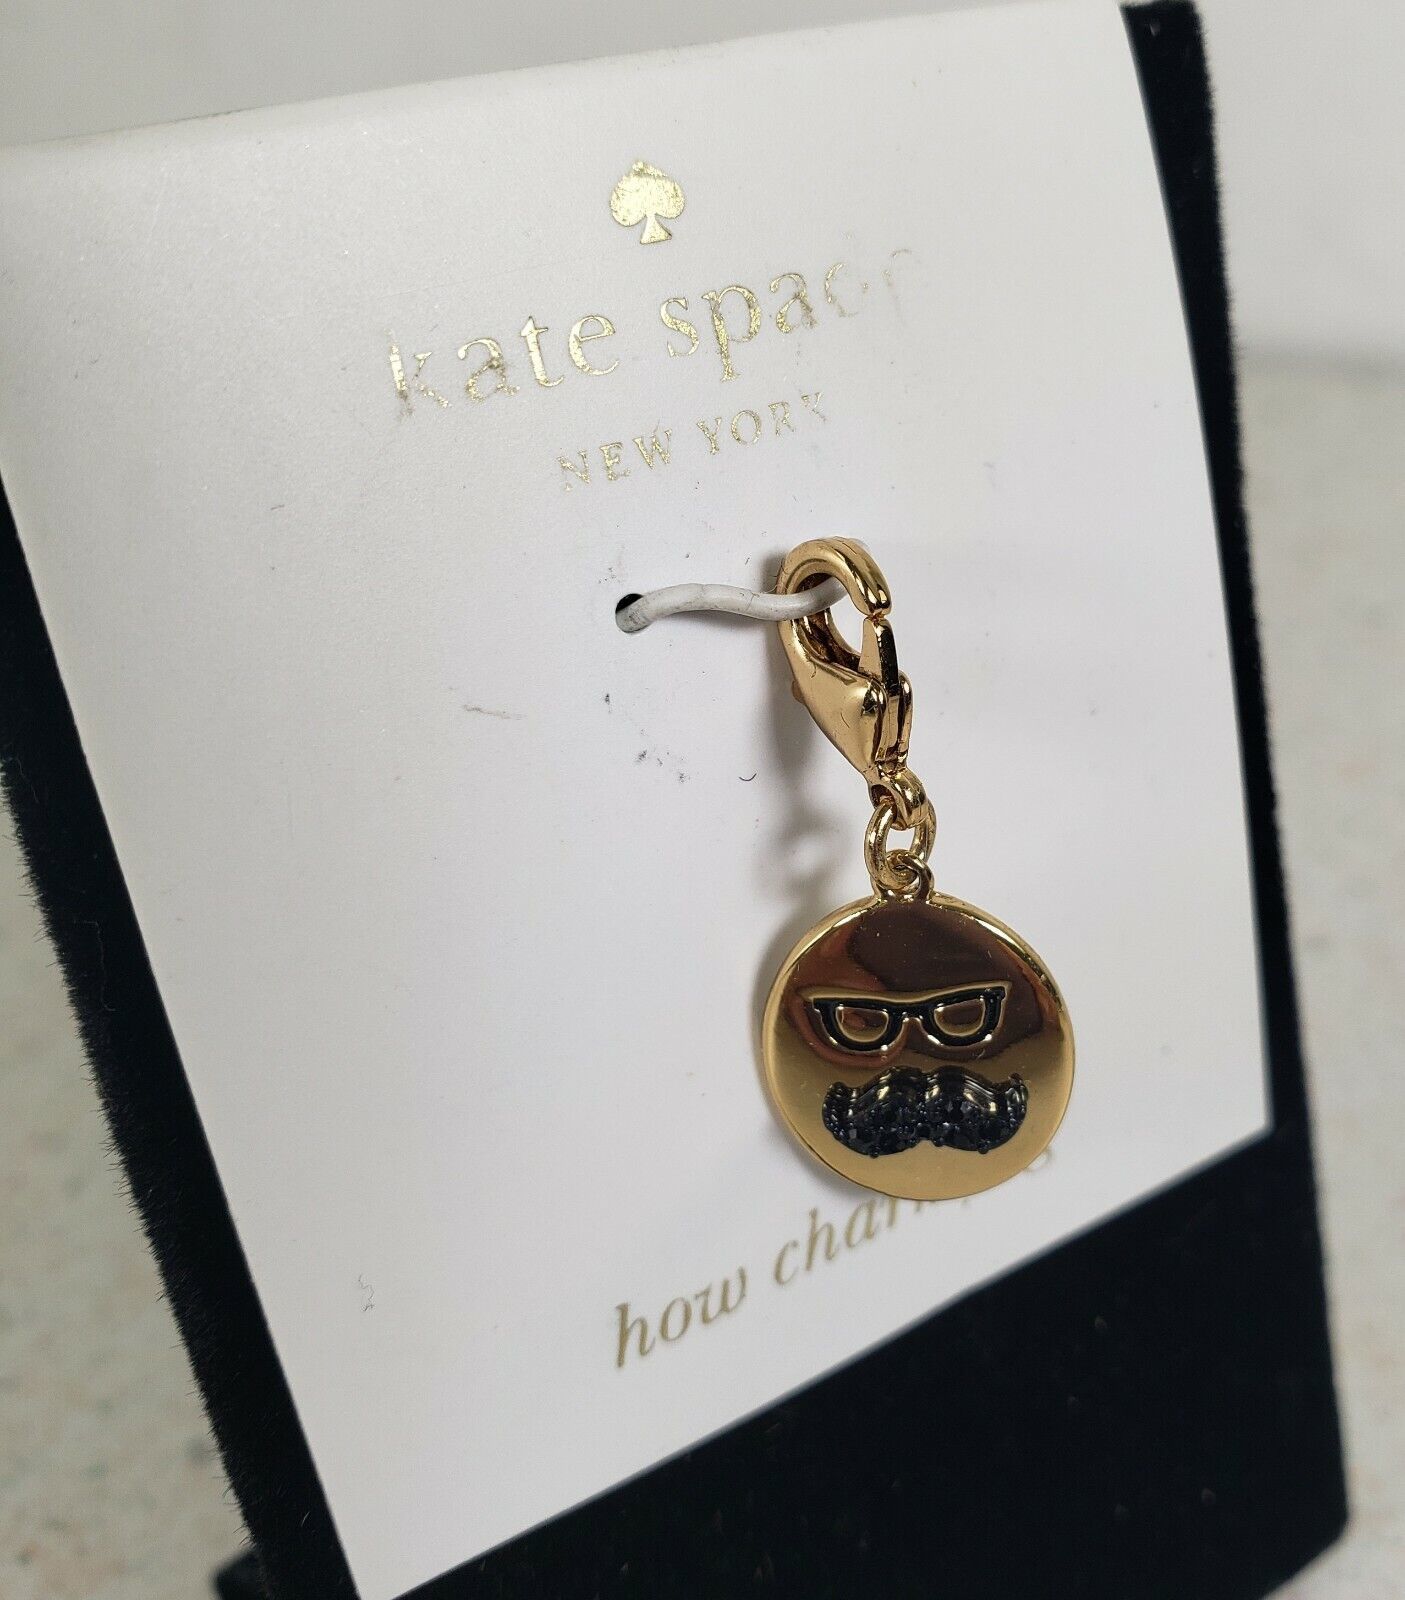 kate spade
NEW YORK
how charming